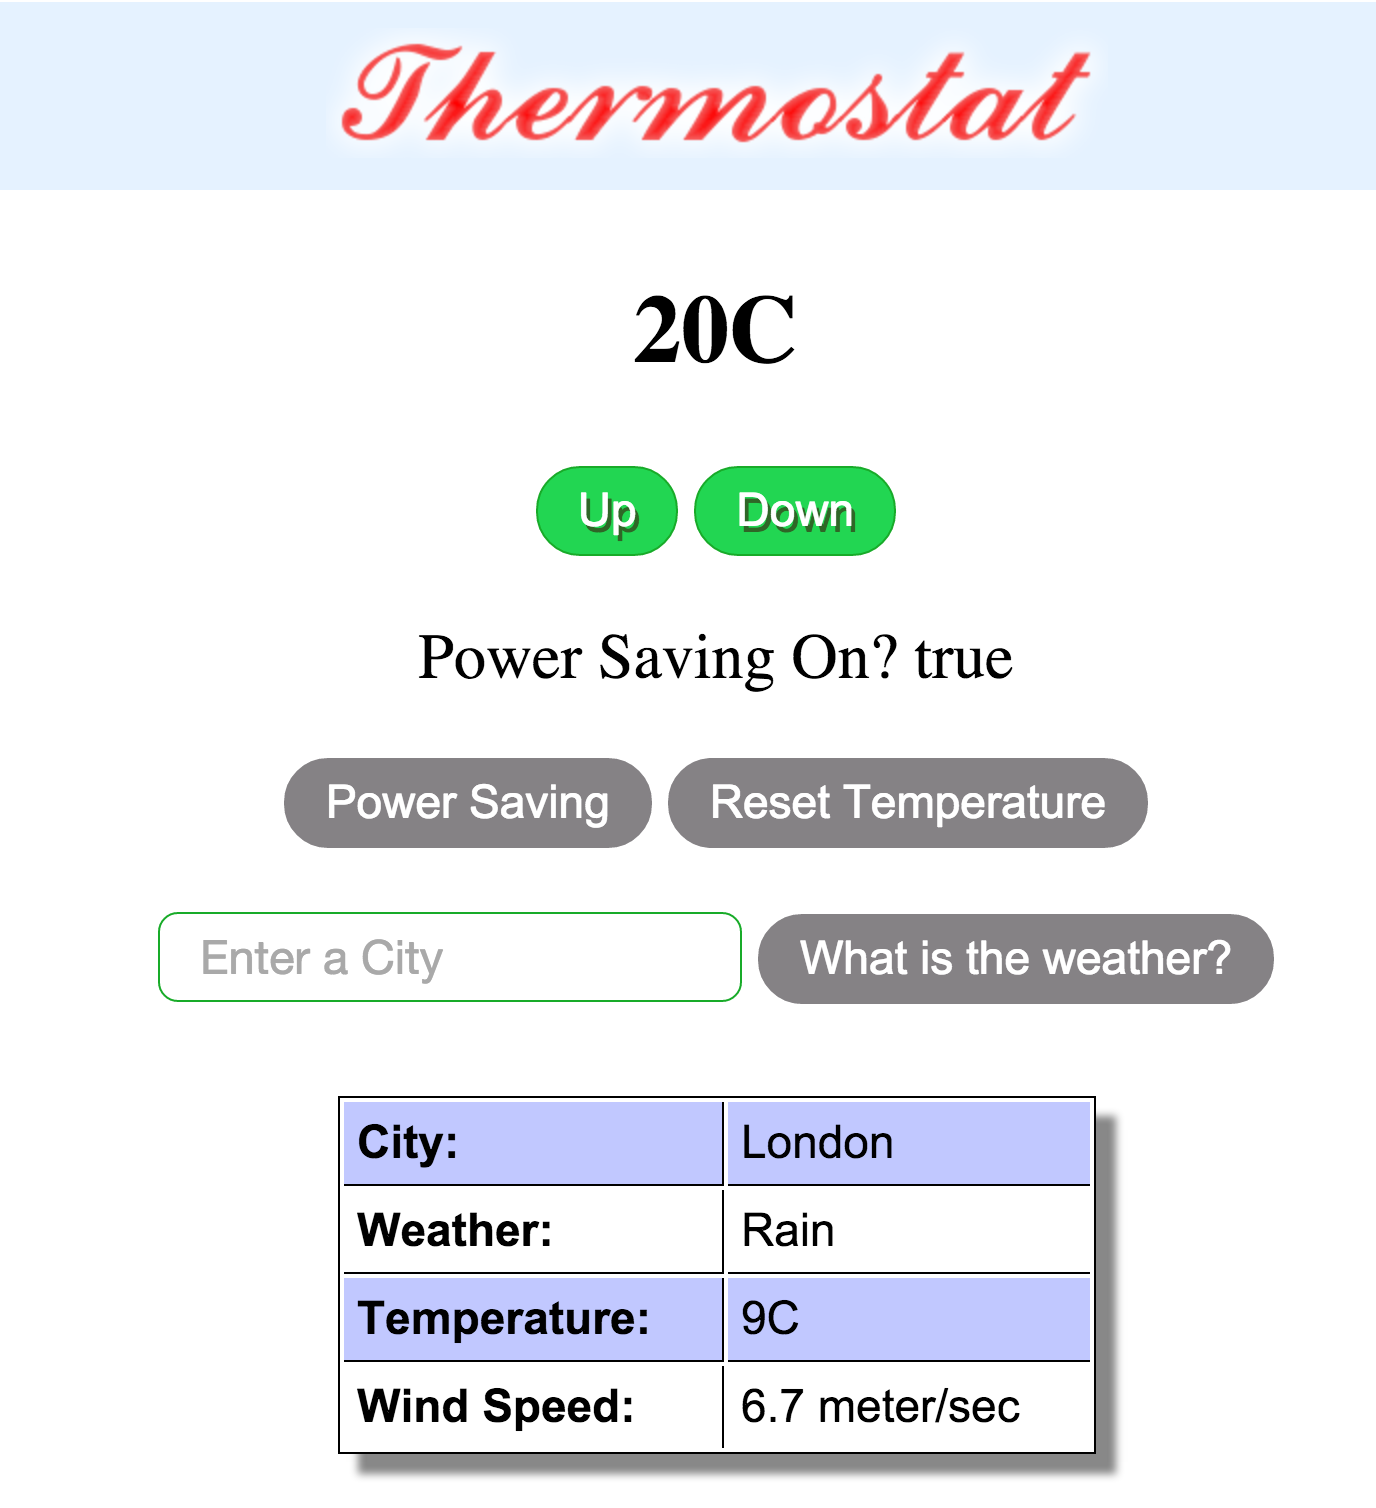 Thermostat
20C
Up Down
Power Saving On? true
Power Saving Reset Temperature
Enter a City What is the weather?
City: London
Weather: Rain
Temperature: 9C
Wind Speed: 6.7 meter/sec